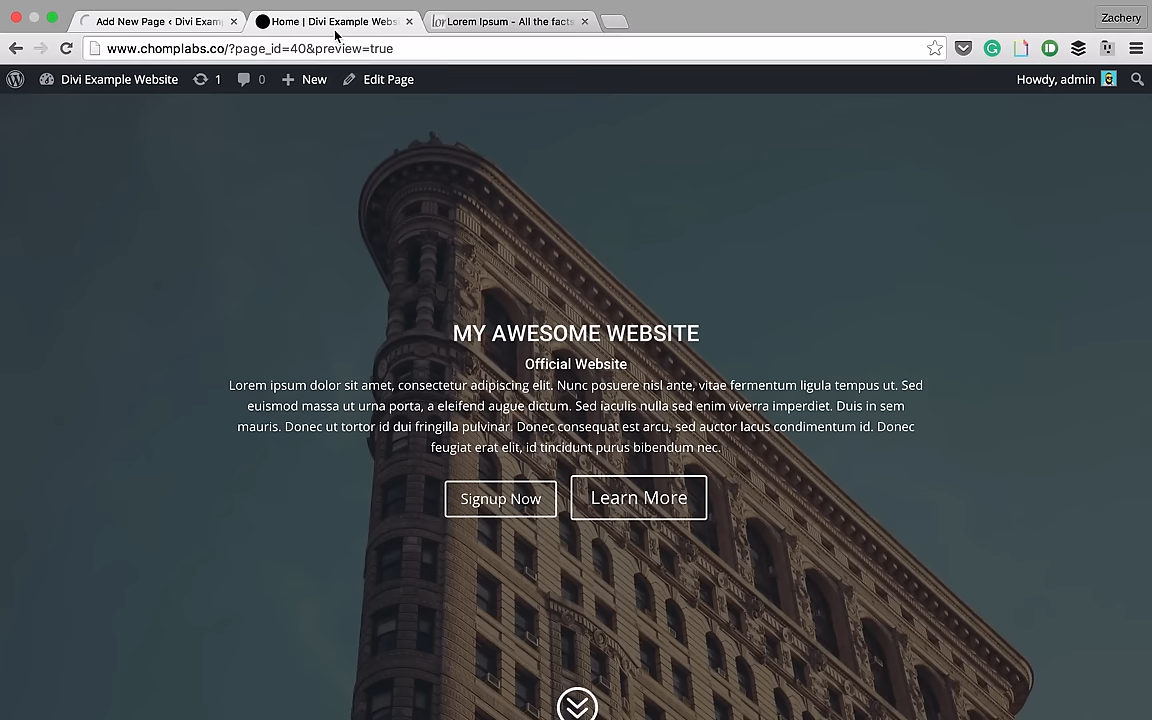 Add New Page ‹ Divi Exam
Home | Divi Example Websi
Lorem Ipsum - All the facts
Zachery
www.chomplabs.co/?page_id=40&preview=true
Divi Example Website
1
0
New
Edit Page
Howdy, admin
MY AWESOME WEBSITE
Official Website
Lorem ipsum dolor sit amet, consectetur adipiscing elit. Nunc posuere nisl ante, vitae fermentum ligula tempus ut. Sed
euismod massa ut urna porta, a eleifend augue dictum. Sed iaculis nulla sed enim viverra imperdiet. Duis in sem
mauris. Donec ut tortor id dui fringilla pulvinar. Donec consequat est arcu, sed auctor lacus condimentum id. Donec
feugiat erat elit, id tincidunt purus bibendum nec.
Signup Now
Learn More